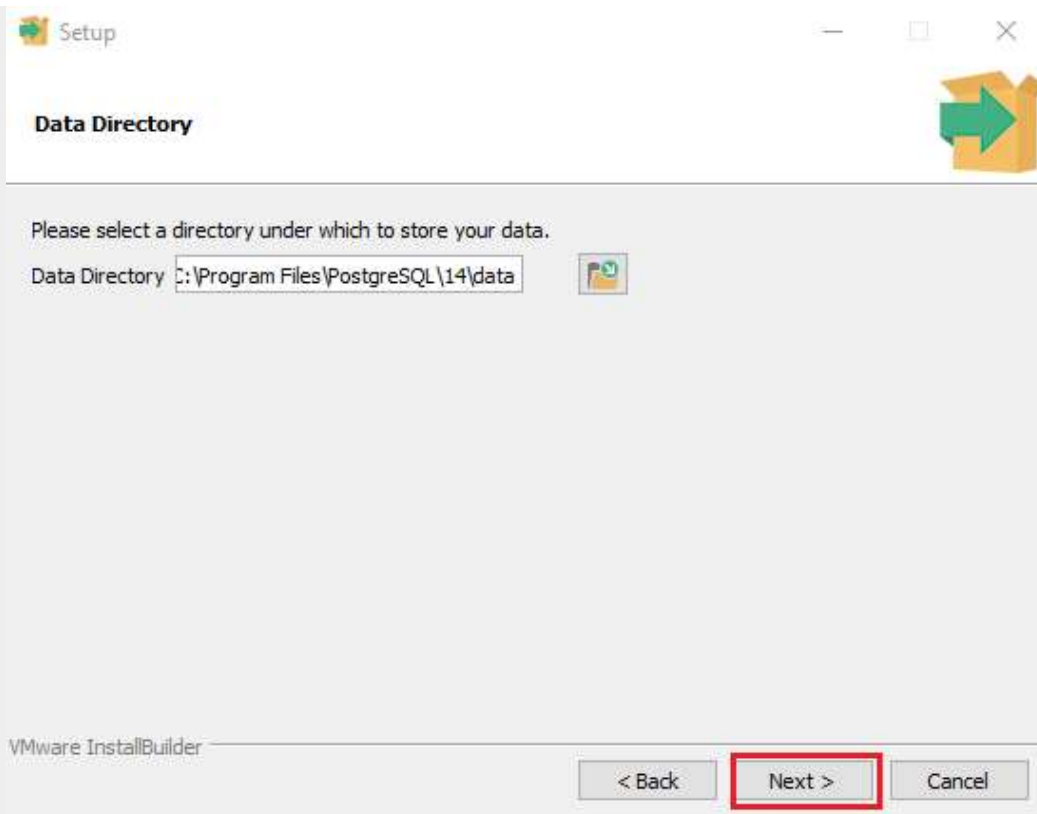 Setup
Data Directory
Please select a directory under which to store your data.
Data Directory C:\Program Files\PostgreSQL\14\data
VMware InstallBuilder
< Back Next > Cancel